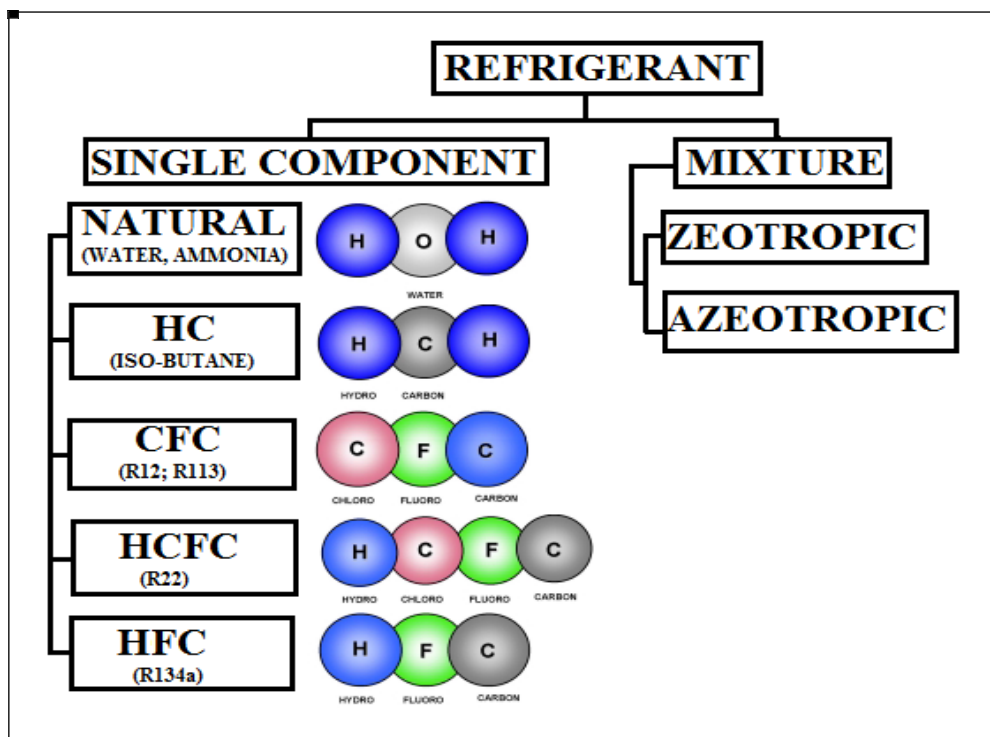 REFRIGERANT
SINGLE COMPONENT
MIXTURE
NATURAL
(WATER, AMMONIA)
H O H
WATER
ZEOTROPIC
AZEOTROPIC
HC
(ISO-BUTANE)
H C H
HYDRO CARBON
CFC
(R12; R113)
C F C
CHLORO FLUORO CARBON
HCFC
(R22)
H C F C
HYDRO CHLORO FLUORO CARBON
HFC
(R134a)
H F C
HYDRO FLUORO CARBON